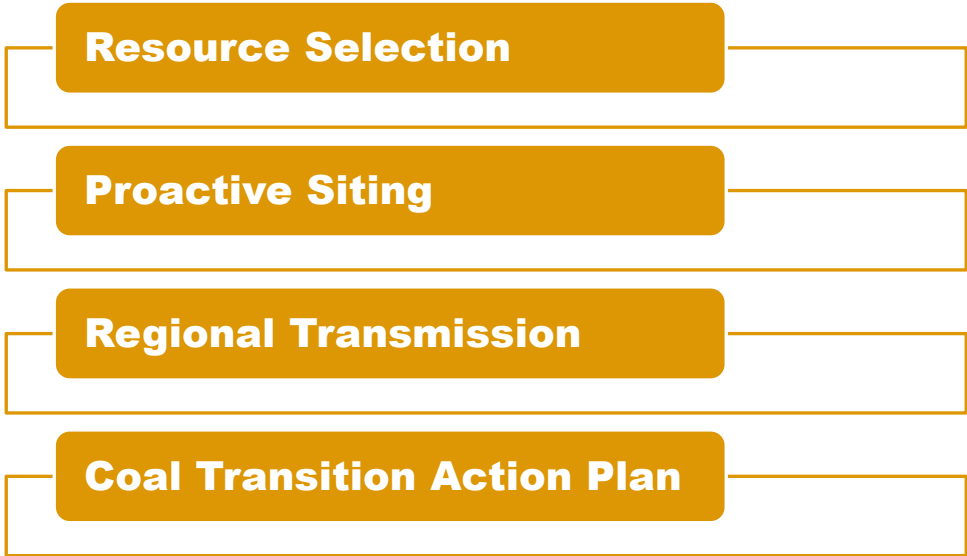 Resource Selection
Proactive Siting
Regional Transmission
Coal Transition Action Plan